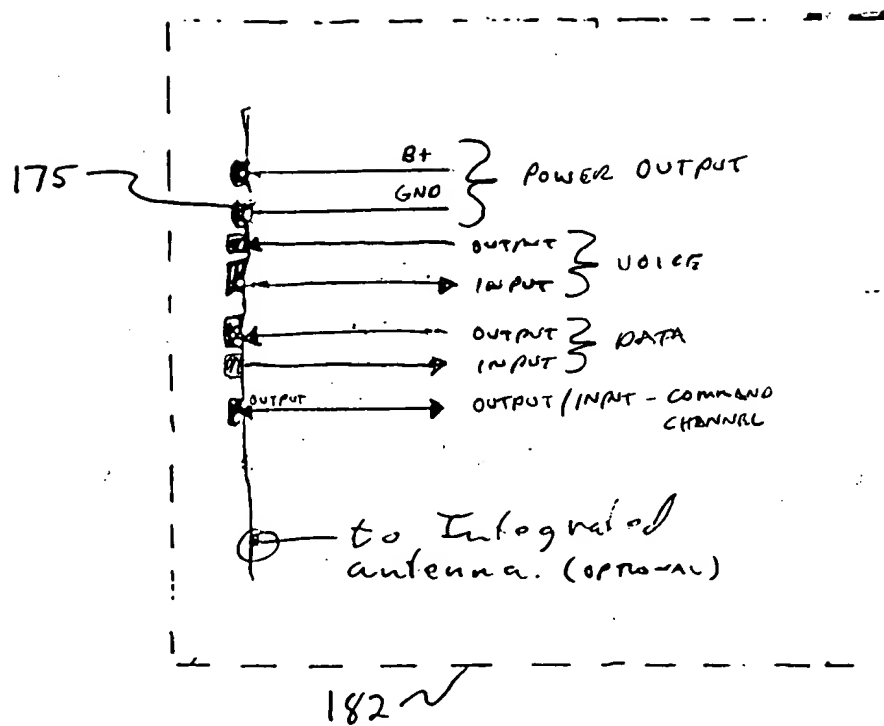 B+
175
POWER OUTPUT
GND
OUTPUT
VOICE
INPUT
OUTPUT
DATA
INPUT
OUTPUT
OUTPUT/INPUT - COMMAND
CHANNEL
to Integrated
antenna. (OPTIONAL)
182